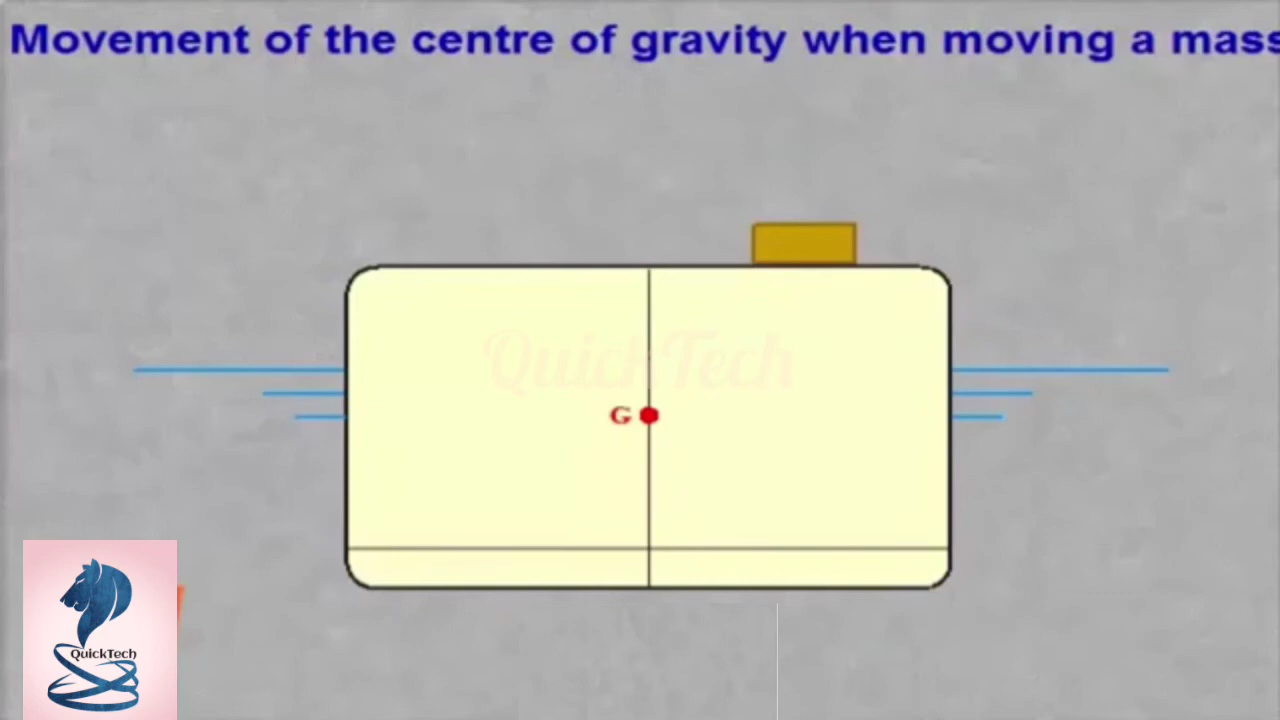 Movement of the centre of gravity when moving a mass
QuickTech
G
QuickTech